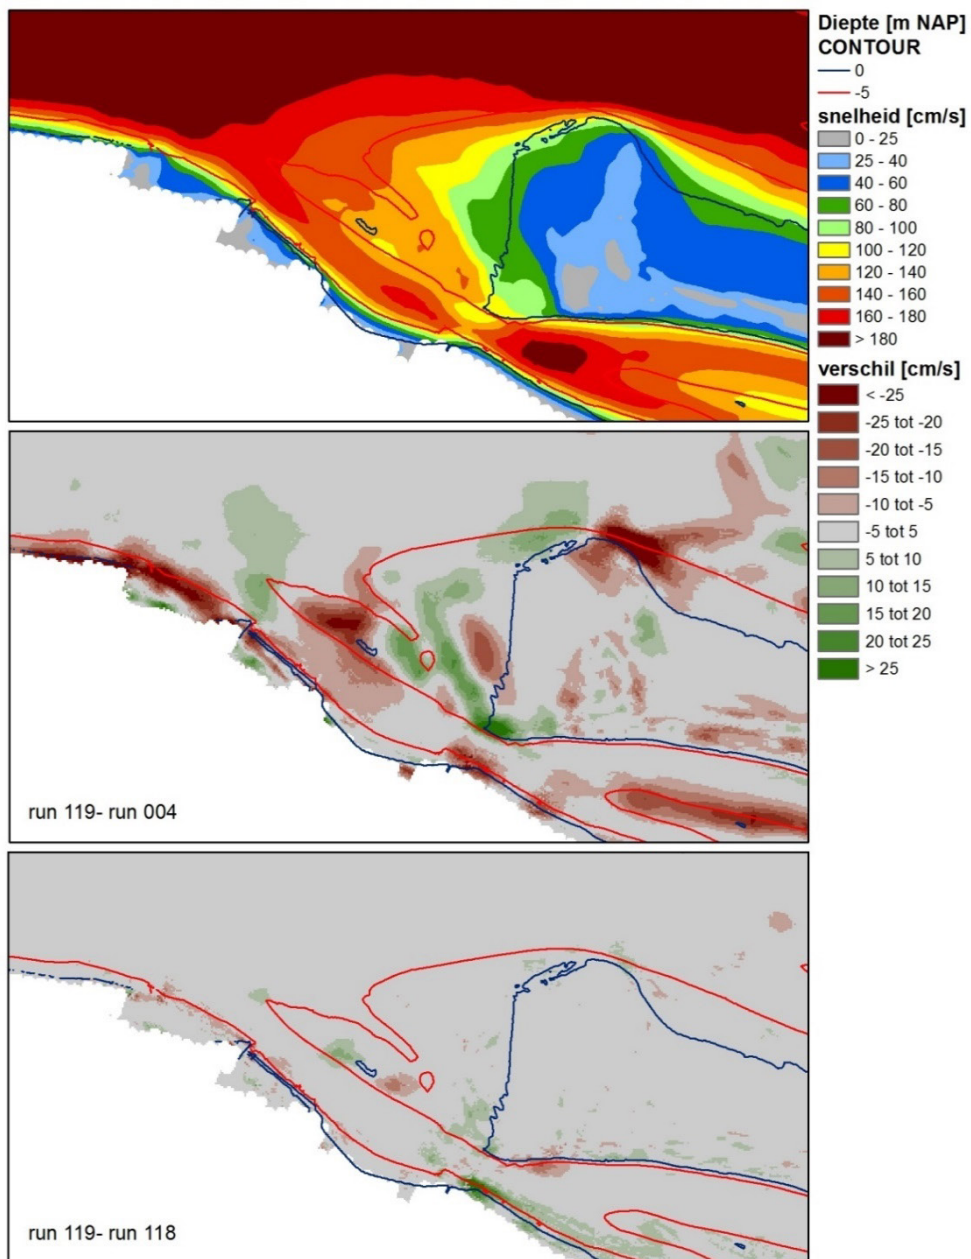 Diepte [m NAP]
CONTOUR
0
-5
snelheid [cm/s]
0 - 25
25 - 40
40 - 60
60 - 80
80 - 100
100 - 120
120 - 140
140 - 160
160 - 180
> 180
verschil [cm/s]
< -25
-25 tot -20
-20 tot -15
-15 tot -10
-10 tot -5
-5 tot 5
5 tot 10
10 tot 15
15 tot 20
20 tot 25
> 25
run 119- run 004
run 119- run 118